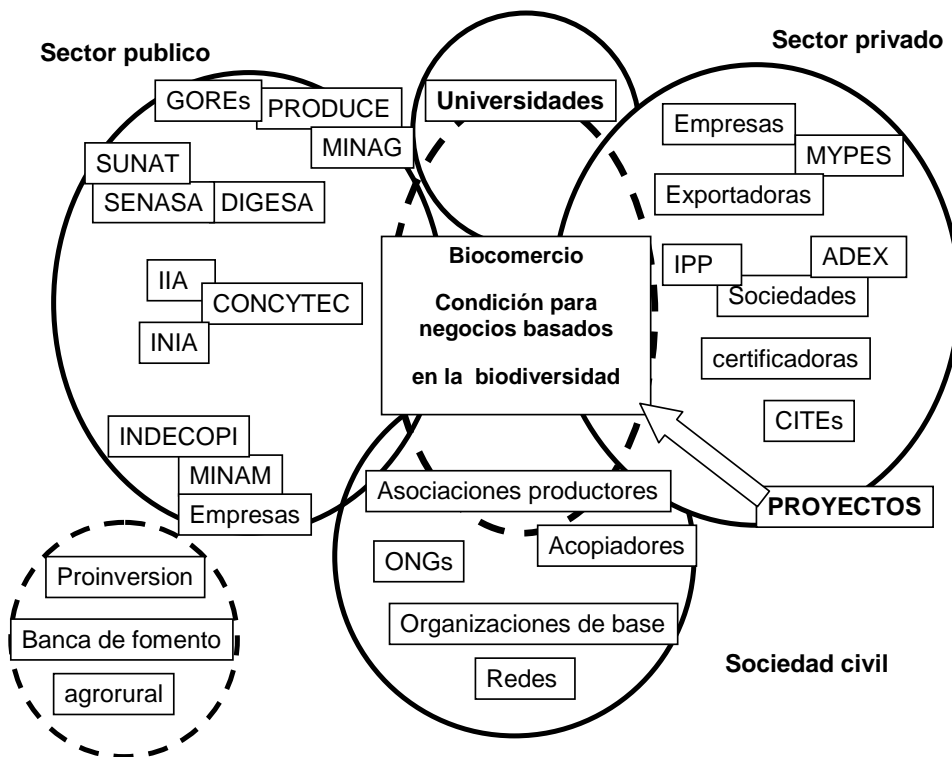 Sector publico
Sector privado
GOREs
PRODUCE
MINAG
SUNAT
SENASA
DIGESA
IIA
CONCYTEC
INIA
INDECOPI
MINAM
Empresas
Proinversion
Banca de fomento
agrorural
Universidades
Biocomercio
Condición para
negocios basados
en la biodiversidad
Empresas
MYPES
Exportadoras
IPP
ADEX
Sociedades
certificadoras
CITEs
PROYECTOS
Asociaciones productores
Acopiadores
ONGs
Organizaciones de base
Redes
Sociedad civil